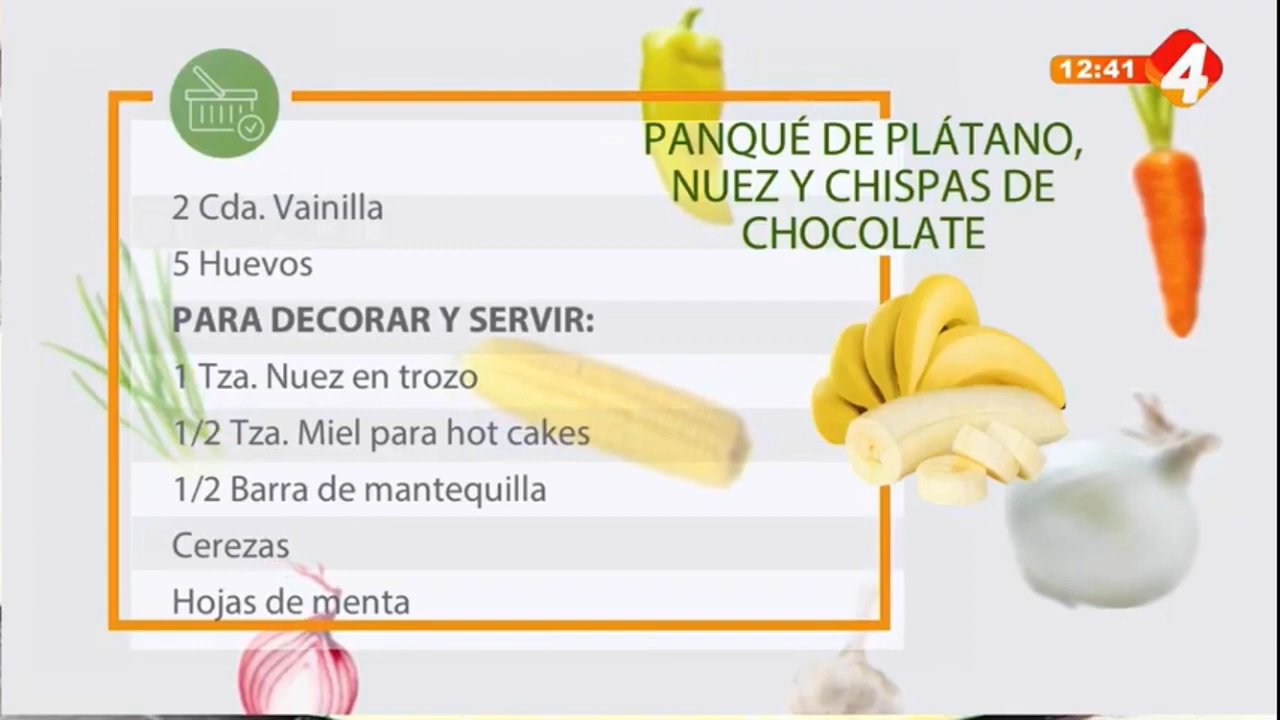 12:41 4
PANQUÉ DE PLÁTANO,
NUEZ Y CHISPAS DE
CHOCOLATE
2 Cda. Vainilla
5 Huevos
PARA DECORAR Y SERVIR:
1 Tza. Nuez en trozo
1/2 Tza. Miel para hot cakes
1/2 Barra de mantequilla
Cerezas
Hojas de menta